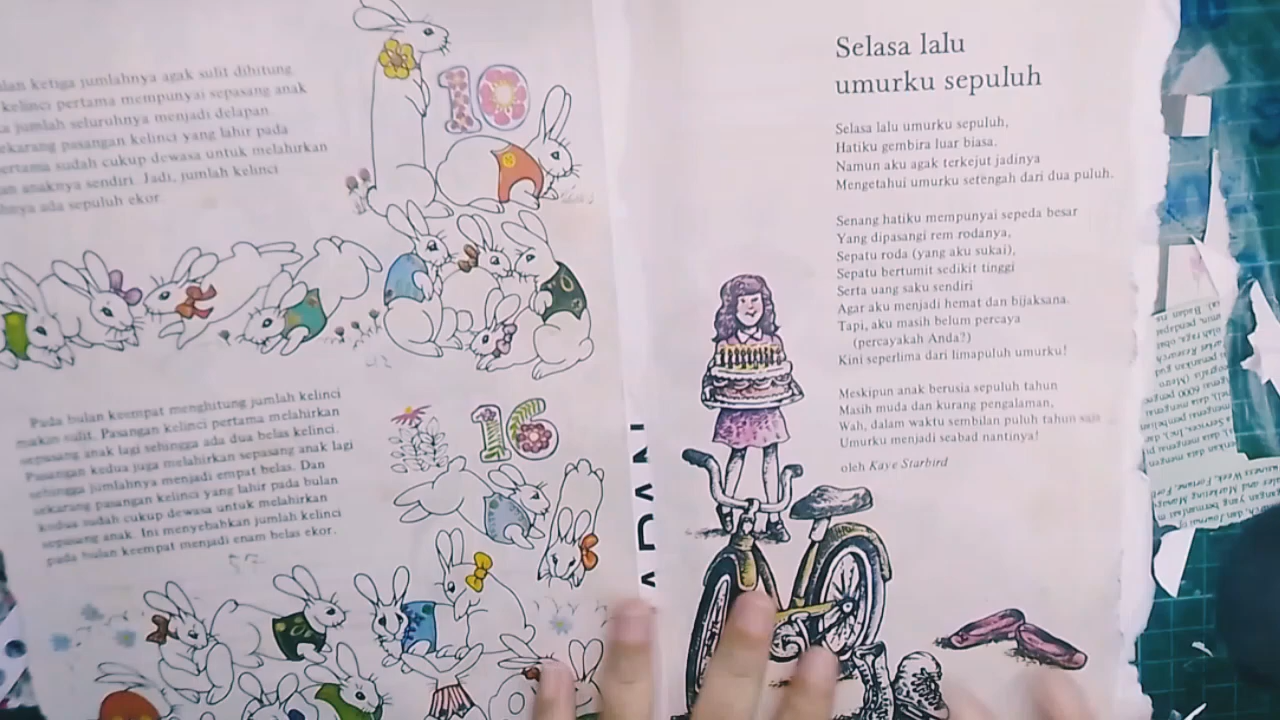 lan ketiga jumlahnya agak sulit dihitung.
kelinci pertama mempunyai sepasang anak
a jumlah seluruhnya menjadi delapan.
ekarang pasangan kelinci yang lahir pada
pertama sudah cukup dewasa untuk melahirkan
an anaknya sendiri. Jadi, jumlah kelinci
hnya ada sepuluh ekor.
10
Pada bulan keempat menghitung jumlah kelinci
makin sulit. Pasangan kelinci pertama melahirkan
sepasang anak lagi sehingga ada dua belas kelinci.
Pasangan kedua juga melahirkan sepasang anak lagi
sehingga jumlahnya menjadi empat belas. Dan
sekarang pasangan kelinci yang lahir pada bulan
kedua sudah cukup dewasa untuk melahirkan
sepasang anak. Ini menyebabkan jumlah kelinci
pada bulan keempat menjadi enam belas ekor.
16
Selasa lalu
umurku sepuluh
Selasa lalu umurku sepuluh,
Hatiku gembira luar biasa.
Namun aku agak terkejut jadinya
Mengetahui umurku setengah dari dua puluh.
Senang hatiku mempunyai sepeda besar
Yang dipasangi rem rodanya,
Sepatu roda (yang aku sukai),
Sepatu bertumit sedikit tinggi
Serta uang saku sendiri
Agar aku menjadi hemat dan bijaksana.
Tapi, aku masih belum percaya
(percayakah Anda?)
Kini seperlima dari limapuluh umurku!
Meskipun anak berusia sepuluh tahun
Masih muda dan kurang pengalaman,
Wah, dalam waktu sembilan puluh tahun saja
Umurku menjadi seabad nantinya!
oleh Kaye Starbird